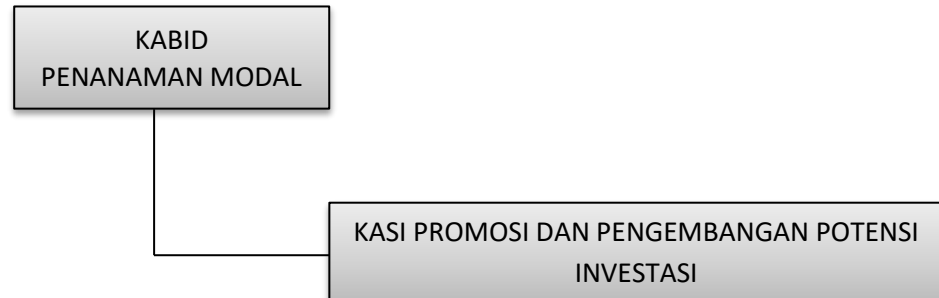 KABID
PENANAMAN MODAL
KASI PROMOSI DAN PENGEMBANGAN POTENSI
INVESTASI